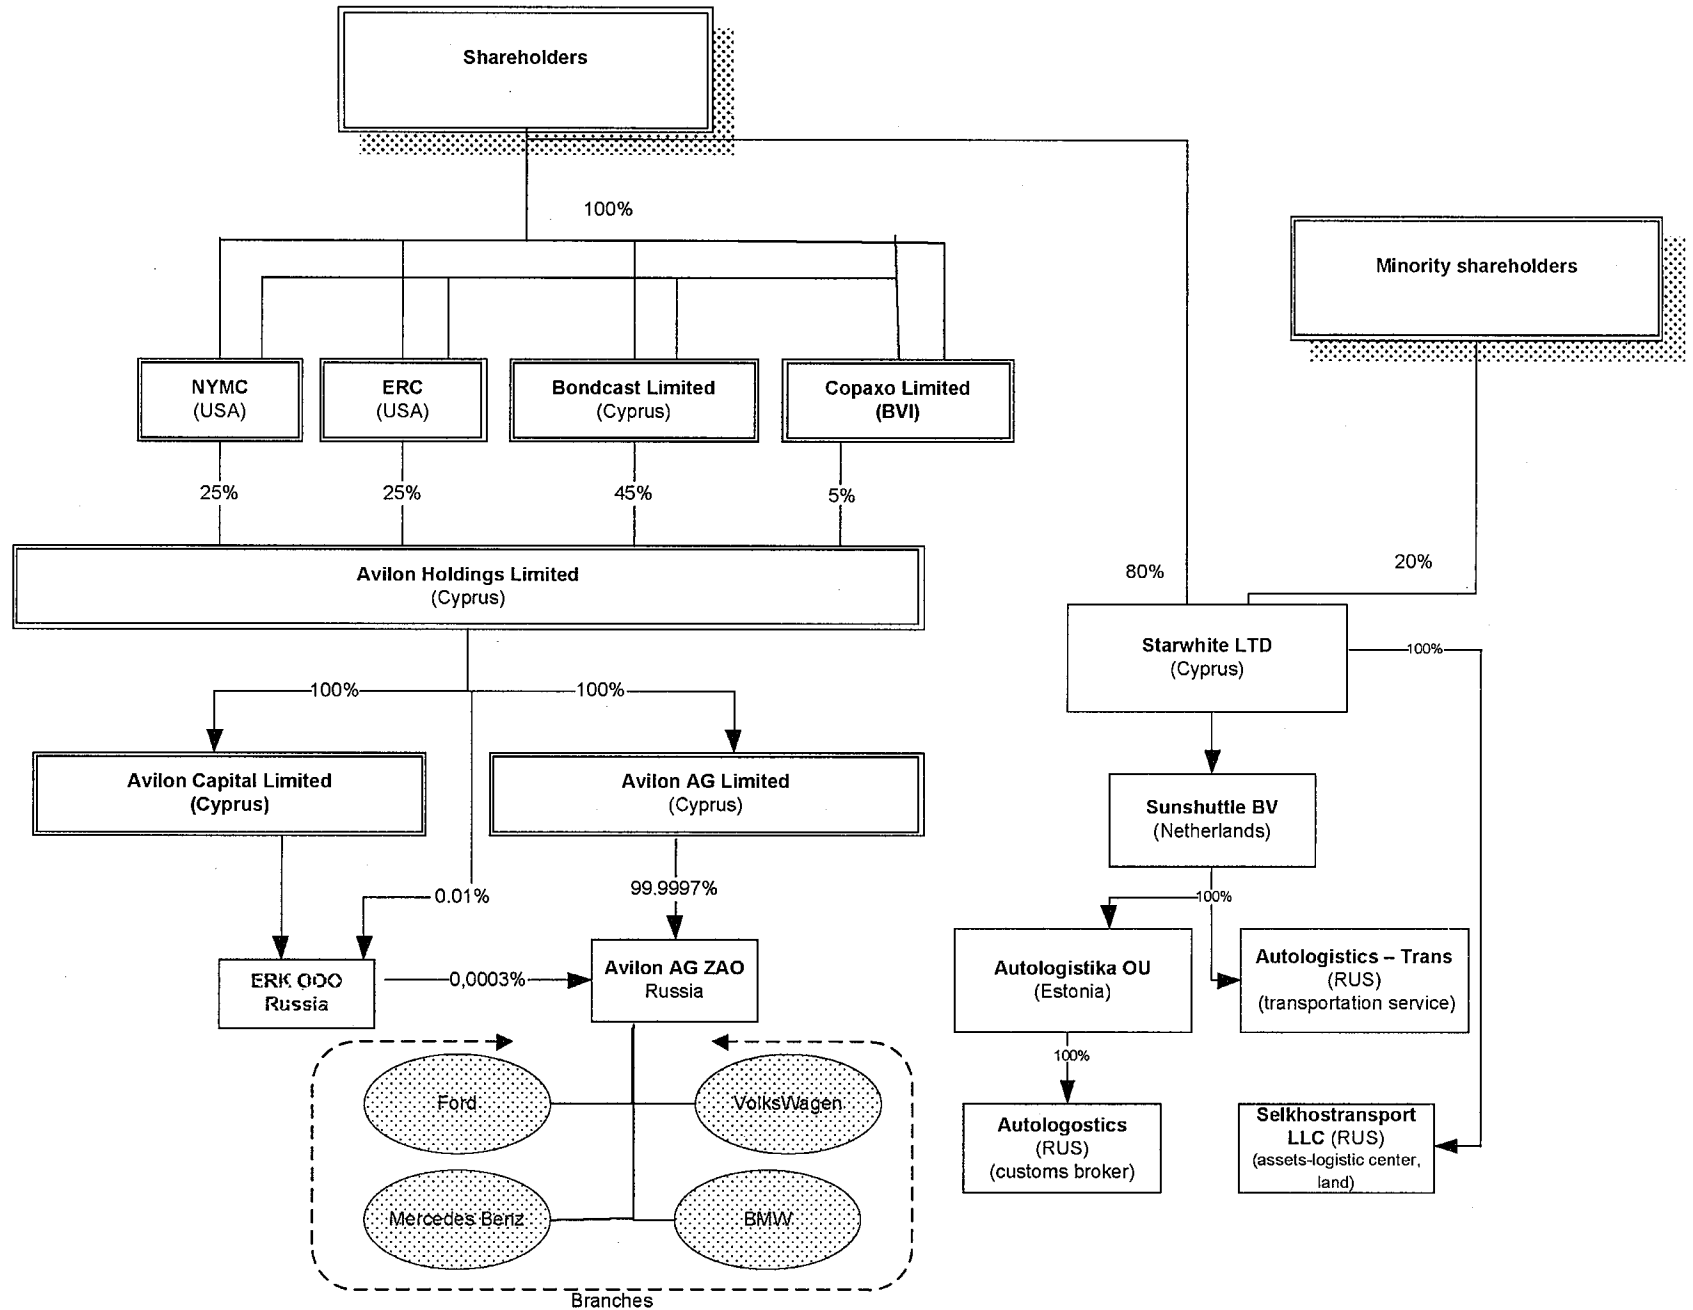 Shareholders
100%
Minority shareholders
NYMC
(USA)
ERC
(USA)
Bondcast Limited
(Cyprus)
Copaxo Limited
(BVI)
25%
25%
45%
5%
Avilon Holdings Limited
(Cyprus)
80%
20%
Starwhite LTD
(Cyprus)
100%
100%
100%
Avilon Capital Limited
(Cyprus)
Avilon AG Limited
(Cyprus)
Sunshuttle BV
(Netherlands)
0.01%
99.9997%
100%
ERK OOO
Russia
0,0003%
Avilon AG ZAO
Russia
Autologistika OU
(Estonia)
Autologistics – Trans
(RUS)
(transportation service)
100%
Ford
VolksWagen
Autologostics
(RUS)
(customs broker)
Selkhostransport
LLC (RUS)
(assets-logistic center,
land)
Mercedes Benz
BMW
Branches